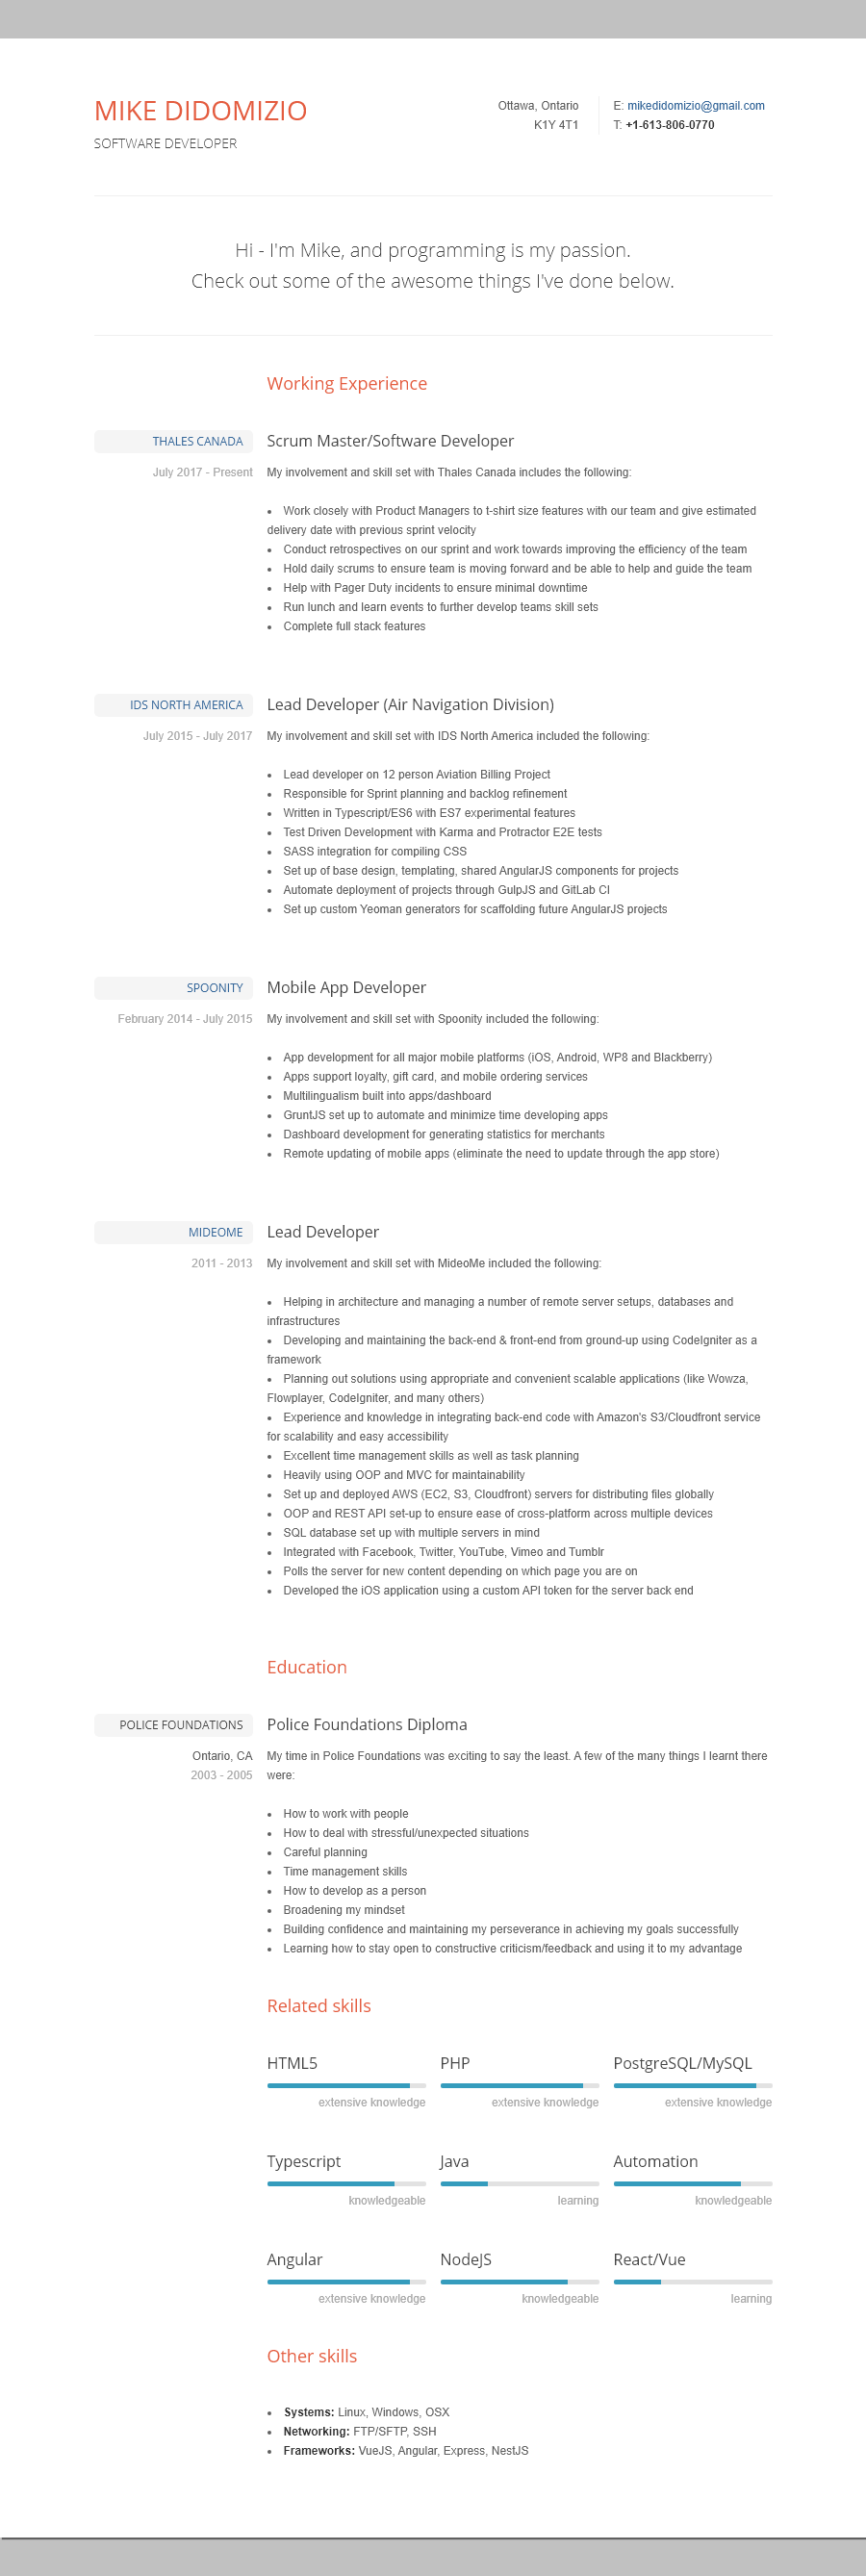 MIKE DIDOMIZIO
SOFTWARE DEVELOPER
Ottawa, Ontario
K1Y 4T1
E: mikedidomizio@gmail.com
T: +1-613-806-0770
Hi - I'm Mike, and programming is my passion.
Check out some of the awesome things I've done below.
Working Experience
THALES CANADA
July 2017 - Present
Scrum Master/Software Developer
My involvement and skill set with Thales Canada includes the following:
• Work closely with Product Managers to t-shirt size features with our team and give estimated
delivery date with previous sprint velocity
• Conduct retrospectives on our sprint and work towards improving the efficiency of the team
• Hold daily scrums to ensure team is moving forward and be able to help and guide the team
• Help with Pager Duty incidents to ensure minimal downtime
• Run lunch and learn events to further develop teams skill sets
• Complete full stack features
IDS NORTH AMERICA
July 2015 - July 2017
Lead Developer (Air Navigation Division)
My involvement and skill set with IDS North America included the following:
• Lead developer on 12 person Aviation Billing Project
• Responsible for Sprint planning and backlog refinement
• Written in Typescript/ES6 with ES7 experimental features
• Test Driven Development with Karma and Protractor E2E tests
• SASS integration for compiling CSS
• Set up of base design, templating, shared AngularJS components for projects
• Automate deployment of projects through GulpJS and GitLab CI
• Set up custom Yeoman generators for scaffolding future AngularJS projects
SPOONITY
February 2014 - July 2015
Mobile App Developer
My involvement and skill set with Spoonity included the following:
• App development for all major mobile platforms (iOS, Android, WP8 and Blackberry)
• Apps support loyalty, gift card, and mobile ordering services
• Multilingualism built into apps/dashboard
• GruntJS set up to automate and minimize time developing apps
• Dashboard development for generating statistics for merchants
• Remote updating of mobile apps (eliminate the need to update through the app store)
MIDEOME
2011 - 2013
Lead Developer
My involvement and skill set with MideoMe included the following:
• Helping in architecture and managing a number of remote server setups, databases and
infrastructures
• Developing and maintaining the back-end & front-end from ground-up using CodeIgniter as a
framework
• Planning out solutions using appropriate and convenient scalable applications (like Wowza,
Flowplayer, CodeIgniter, and many others)
• Experience and knowledge in integrating back-end code with Amazon's S3/Cloudfront service
for scalability and easy accessibility
• Excellent time management skills as well as task planning
• Heavily using OOP and MVC for maintainability
• Set up and deployed AWS (EC2, S3, Cloudfront) servers for distributing files globally
• OOP and REST API set-up to ensure ease of cross-platform across multiple devices
• SQL database set up with multiple servers in mind
• Integrated with Facebook, Twitter, YouTube, Vimeo and Tumblr
• Polls the server for new content depending on which page you are on
• Developed the iOS application using a custom API token for the server back end
Education
POLICE FOUNDATIONS
Ontario, CA
2003 - 2005
Police Foundations Diploma
My time in Police Foundations was exciting to say the least. A few of the many things I learnt there
were:
• How to work with people
• How to deal with stressful/unexpected situations
• Careful planning
• Time management skills
• How to develop as a person
• Broadening my mindset
• Building confidence and maintaining my perseverance in achieving my goals successfully
• Learning how to stay open to constructive criticism/feedback and using it to my advantage
Related skills
HTML5
extensive knowledge
PHP
extensive knowledge
PostgreSQL/MySQL
extensive knowledge
Typescript
knowledgeable
Java
learning
Automation
knowledgeable
Angular
extensive knowledge
NodeJS
knowledgeable
React/Vue
learning
Other skills
• Systems: Linux, Windows, OSX
• Networking: FTP/SFTP, SSH
• Frameworks: VueJS, Angular, Express, NestJS